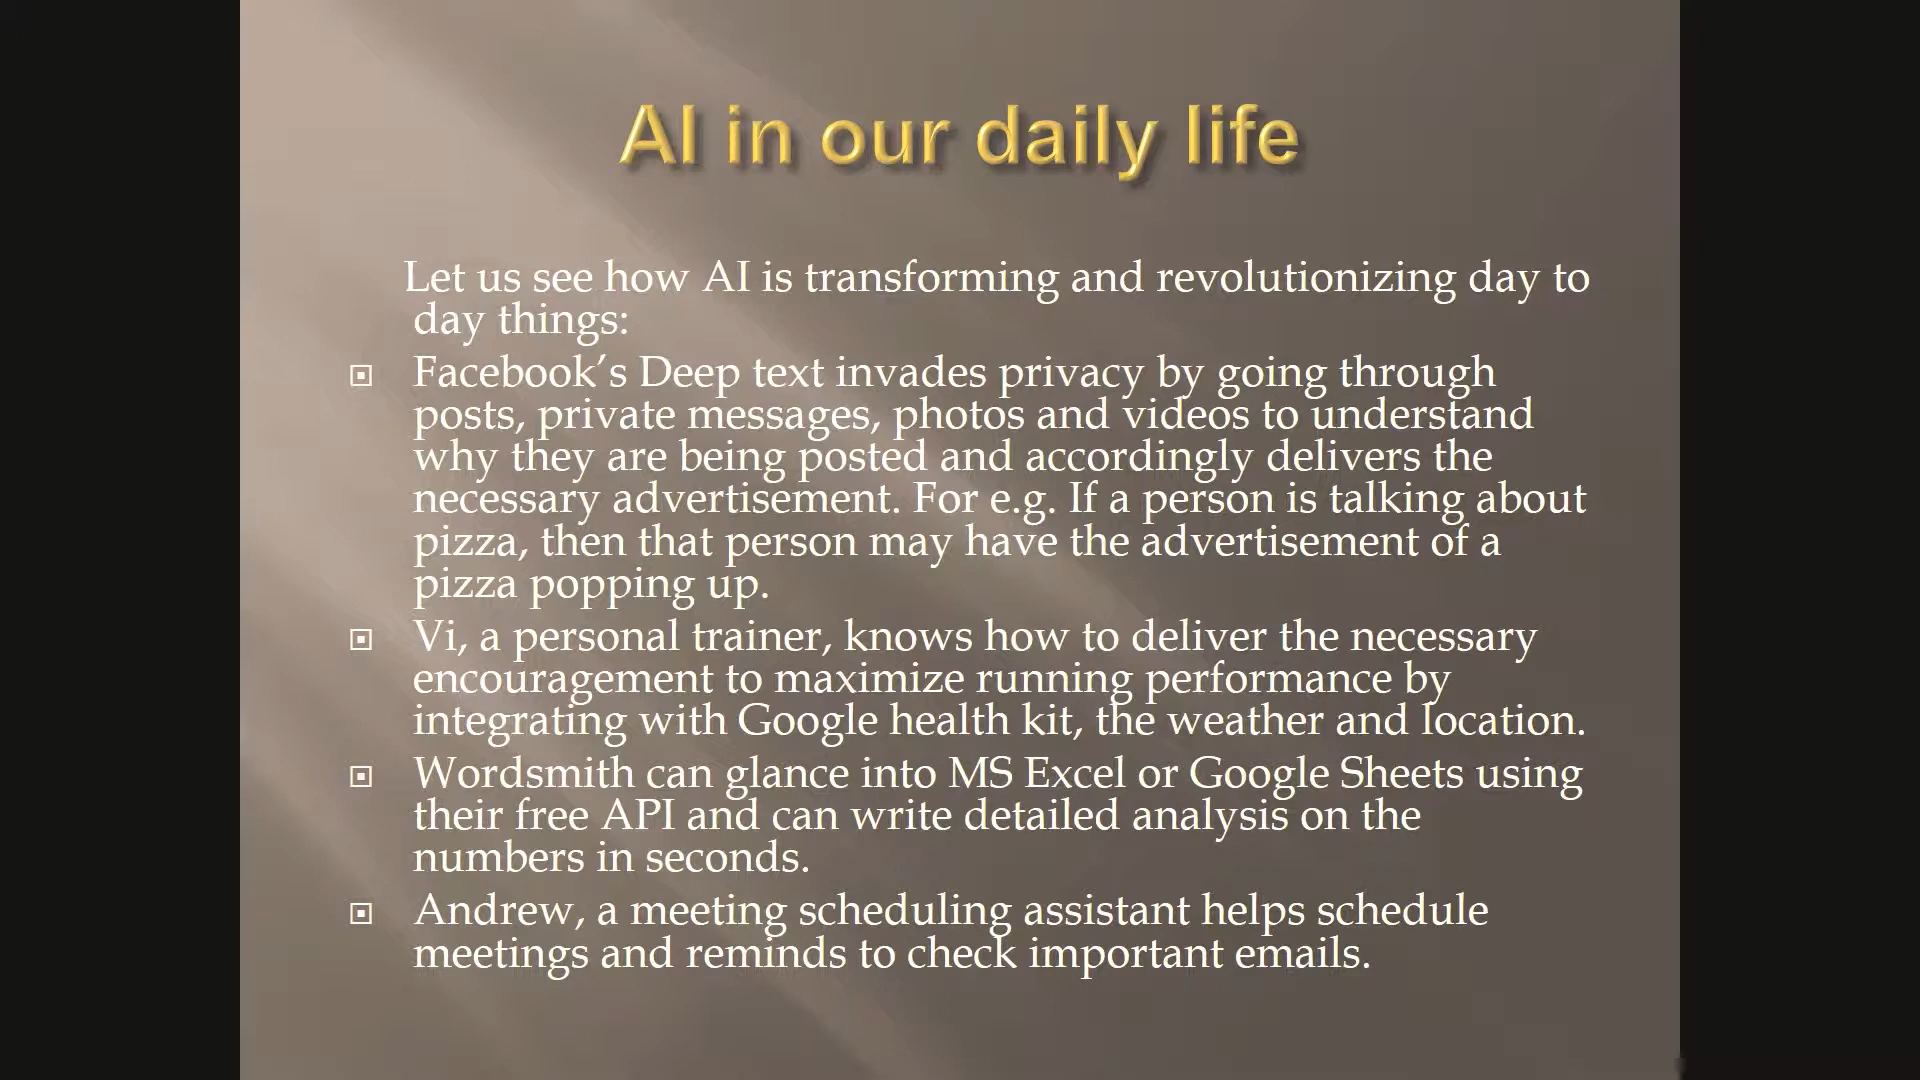 AI in our daily life
Let us see how AI is transforming and revolutionizing day to
day things:
Facebook’s Deep text invades privacy by going through
posts, private messages, photos and videos to understand
why they are being posted and accordingly delivers the
necessary advertisement. For e.g. If a person is talking about
pizza, then that person may have the advertisement of a
pizza popping up.
Vi, a personal trainer, knows how to deliver the necessary
encouragement to maximize running performance by
integrating with Google health kit, the weather and location.
Wordsmith can glance into MS Excel or Google Sheets using
their free API and can write detailed analysis on the
numbers in seconds.
Andrew, a meeting scheduling assistant helps schedule
meetings and reminds to check important emails.